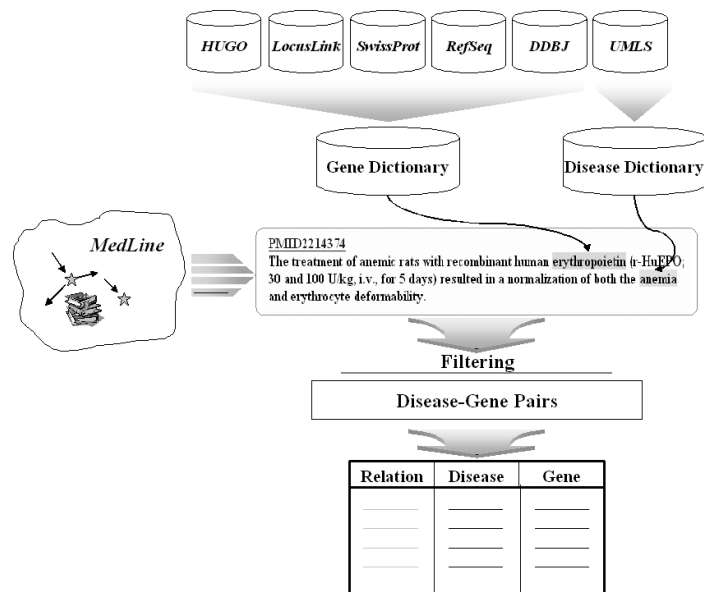 HUGO LocusLink SwissProt RefSeq DDBJ UMLS
Gene Dictionary Disease Dictionary
MedLine
PMID2214374
The treatment of anemic rats with recombinant human erythropoietin (r-HuEPO;
30 and 100 U/kg, i.v., for 5 days) resulted in a normalization of both the anemia
and erythrocyte deformability.
Filtering
Disease-Gene Pairs
Relation Disease Gene